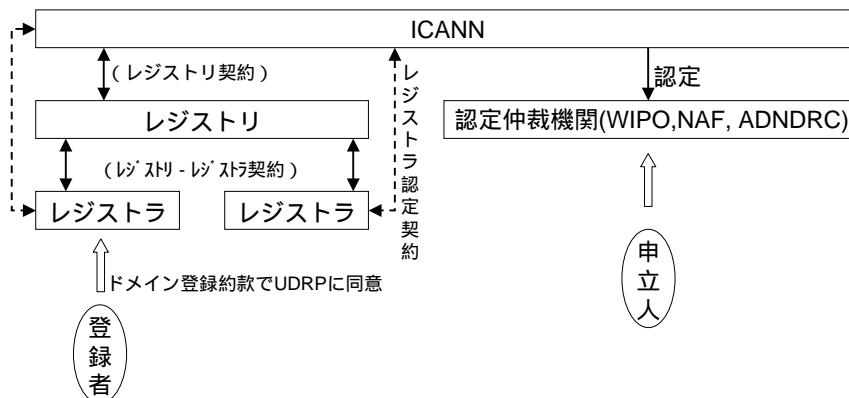 ICANN
(レジストリ契約)
レジストラ認定契約
認定
レジストリ
認定仲裁機関(WIPO,NAF, ADNDRC)
(ﾚｼﾞｽﾄﾘ - ﾚｼﾞｽﾄﾗ契約)
レジストラ
レジストラ
ドメイン登録約款でUDRPに同意
申立人
登録者